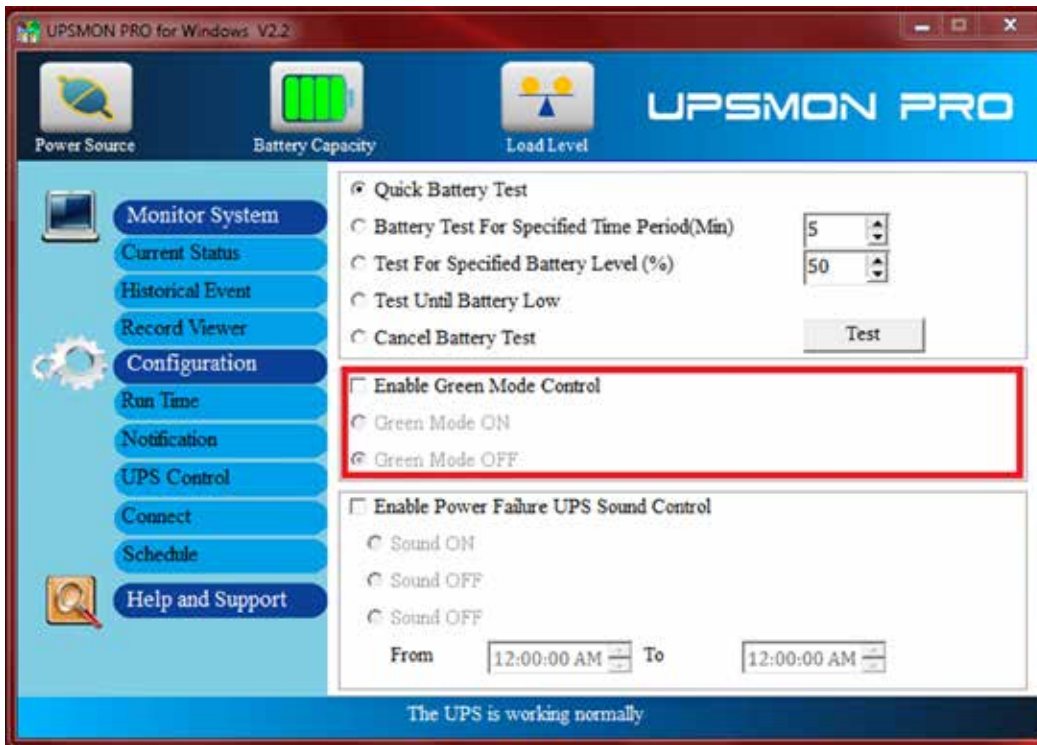 UPSMON PRO for Windows V2.2
UPSMON PRO
Power Source
Battery Capacity
Load Level
Monitor System
Current Status
Historical Event
Record Viewer
Configuration
Run Time
Notification
UPS Control
Connect
Schedule
Help and Support
Quick Battery Test
Battery Test For Specified Time Period(Min) 5
Test For Specified Battery Level (%) 50
Test Until Battery Low
Cancel Battery Test Test
Enable Green Mode Control
Green Mode ON
Green Mode OFF
Enable Power Failure UPS Sound Control
Sound ON
Sound OFF
Sound OFF
From 12:00:00 AM To 12:00:00 AM
The UPS is working normally